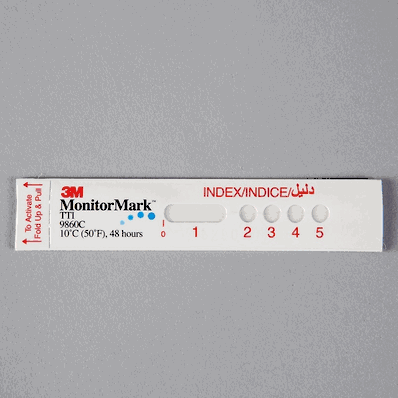 To Activate
Fold Up & Pull
3M
MonitorMark™
TTI
9860C
10°C (50°F), 48 hours
INDEX/INDICE/دليل
0 1 2 3 4 5